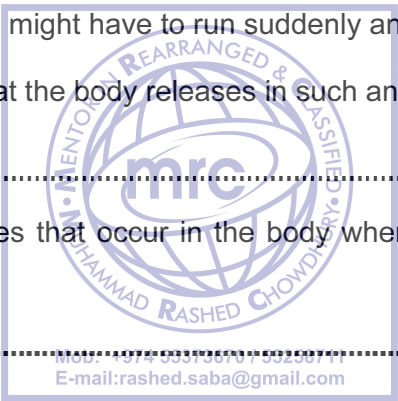 might have to run suddenly an
REARRANGED & CLASSIFIED
at the body releases in such an
MENTOR IN
mrc
es that occur in the body whe
MUHAMMAD RASHED CHOWDHURY
E-mail:rashed.saba@gmail.com